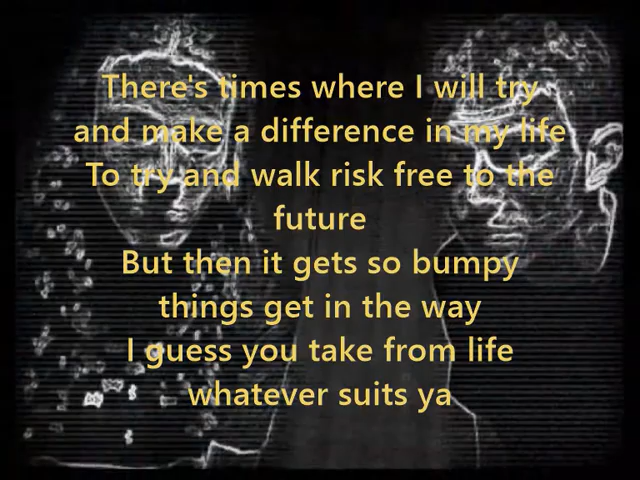 There's times where I will try
and make a difference in my life
To try and walk risk free to the
future
But then it gets so bumpy
things get in the way
I guess you take from life
whatever suits ya